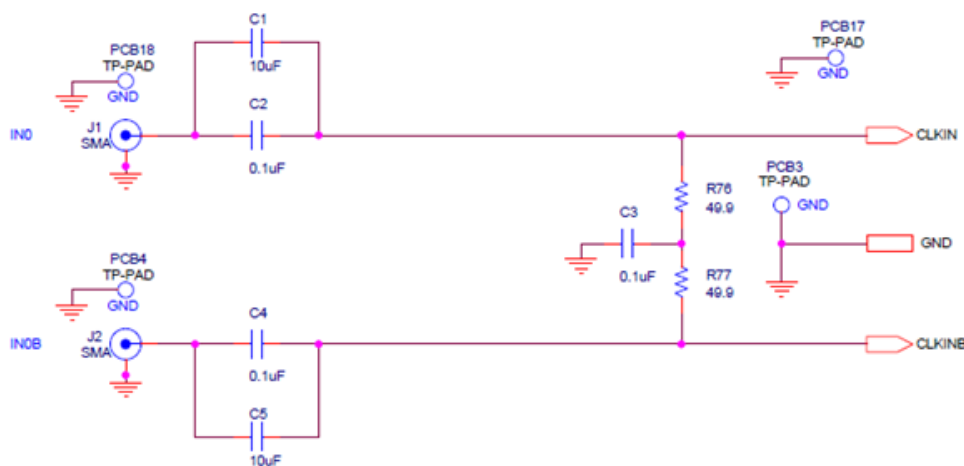 C1
10uF
PCB18
TP-PAD
GND
PCB17
TP-PAD
GND
IN0
J1
SMA
C2
0.1uF
CLKIN
R76
49.9
PCB3
TP-PAD
GND
C3
0.1uF
GND
R77
49.9
PCB4
TP-PAD
GND
IN0B
J2
SMA
C4
0.1uF
CLKINB
C5
10uF